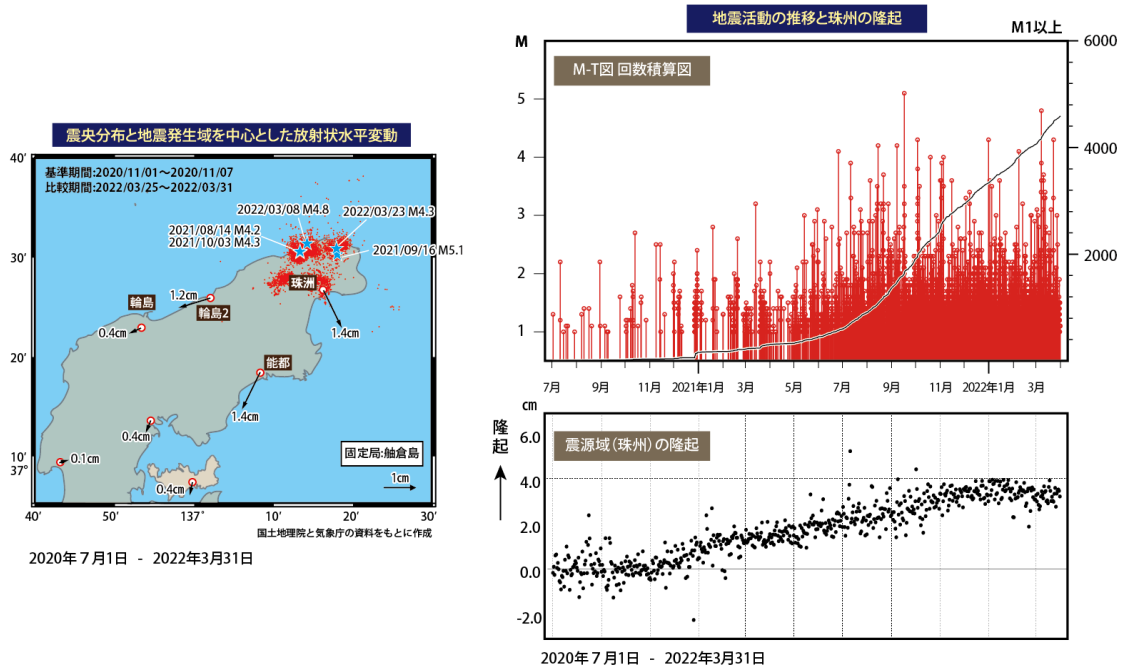 震央分布と地震発生域を中心とした放射状水平変動
40′
30′
20′
10′
37°
基準期間:2020/11/01〜2020/11/07
比較期間:2022/03/25〜2022/03/31
2022/03/08 M4.8
2022/03/23 M4.3
2021/08/14 M4.2
2021/10/03 M4.3
2021/09/16 M5.1
珠洲
1.2cm
輪島
輪島2
0.4cm
1.4cm
能都
1.4cm
0.4cm
0.1cm
0.4cm
固定局:舳倉島
1cm
40′
50′
137°
10′
20′
30′
国土地理院と気象庁の資料をもとに作成
2020年7月1日 - 2022年3月31日
地震活動の推移と珠州の隆起
M
M1以上
M-T図 回数積算図
5
4
3
2
1
6000
4000
2000
7月
9月
11月
2021年1月
3月
5月
7月
9月
11月
2022年1月
3月
cm
隆起
震源域(珠州)の隆起
6.0
4.0
2.0
0.0
-2.0
2020年7月1日 - 2022年3月31日